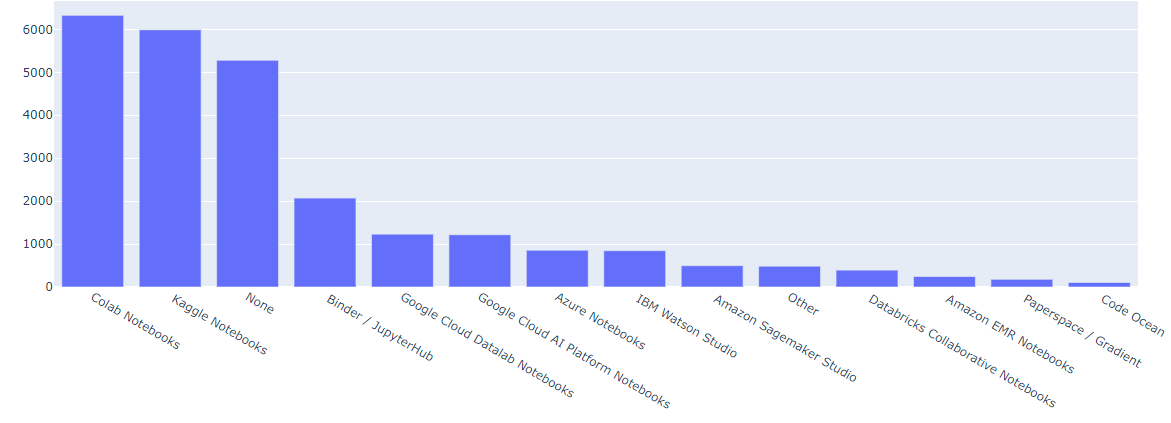 6000
5000
4000
3000
2000
1000
0
Colab Notebooks
Kaggle Notebooks
None
Binder / JupyterHub
Google Cloud Datalab Notebooks
Google Cloud AI Platform Notebooks
Azure Notebooks
IBM Watson Studio
Amazon Sagemaker Studio
Other
Databricks Collaborative Notebooks
Amazon EMR Notebooks
Paperspace / Gradient
Code Ocean